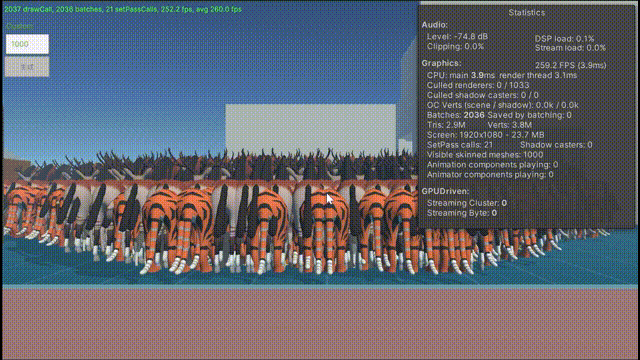 2037 drawCall, 2036 batches, 21 setPassCalls, 252.2 fps, avg 260.0 fps
Custom:
1000
Statistics
Audio:
Level: -74.8 dB DSP load: 0.1%
Clipping: 0.0% Stream load: 0.0%
Graphics: 259.2 FPS (3.9ms)
CPU: main 3.9ms render thread 3.1ms
Culled renderers: 0 / 1033
Culled shadow casters: 0 / 0
OC Verts (scene / shadow): 0.0k / 0.0k
Batches: 2036 Saved by batching: 0
Tris: 2.9M Verts: 3.8M
Screen: 1920x1080 - 23.7 MB
SetPass calls: 21 Shadow casters: 0
Visible skinned meshes: 1000
Animation components playing: 0
Animator components playing: 0
GPUDriven:
Streaming Cluster: 0
Streaming Byte: 0